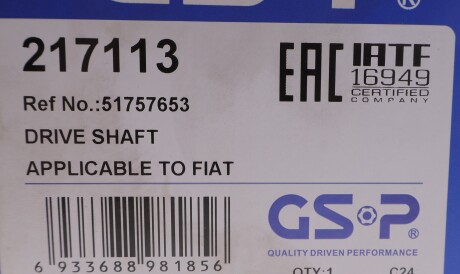 GSP ®
217113
EAC IATF
16949
CERTIFIED
COMPANY
Ref No.:51757653
DRIVE SHAFT
APPLICABLE TO FIAT
GSP ®
QUALITY DRIVEN PERFORMANCE
6 933688 981856
QTY:1 C24